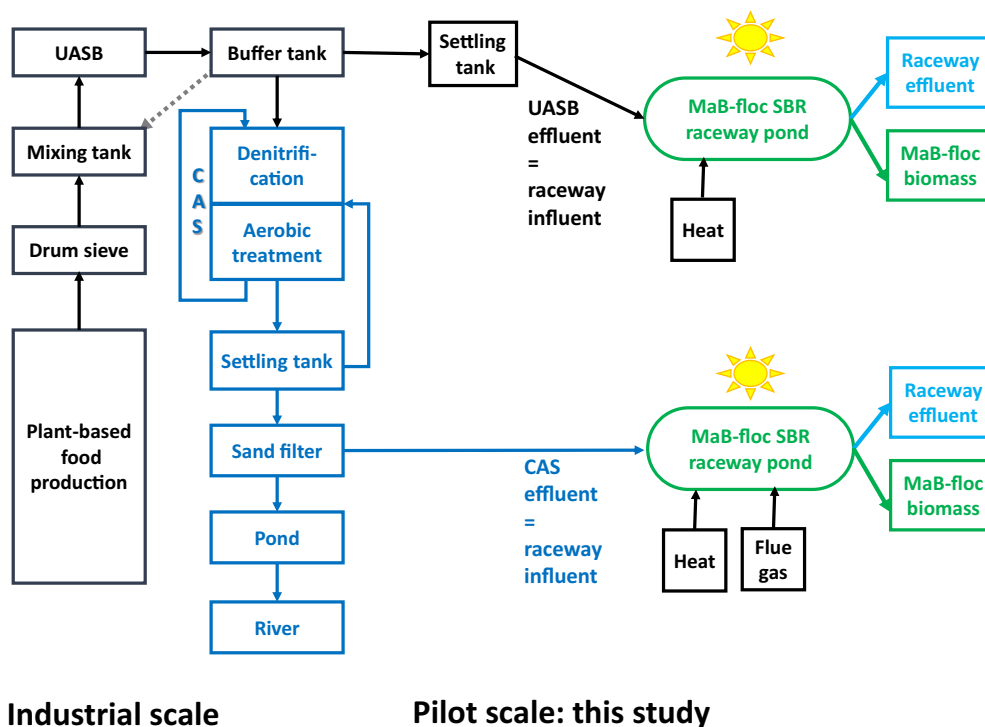 UASB
Buffer tank
Settling
tank
Mixing tank
Drum sieve
Plant-based
food
production
C
A
S
Denitrifi-
cation
Aerobic
treatment
Settling tank
Sand filter
Pond
River
UASB
effluent
=
raceway
influent
MaB-floc SBR
raceway pond
Heat
Raceway
effluent
MaB-floc
biomass
CAS
effluent
=
raceway
influent
MaB-floc SBR
raceway pond
Heat
Flue
gas
Raceway
effluent
MaB-floc
biomass
Industrial scale
Pilot scale: this study